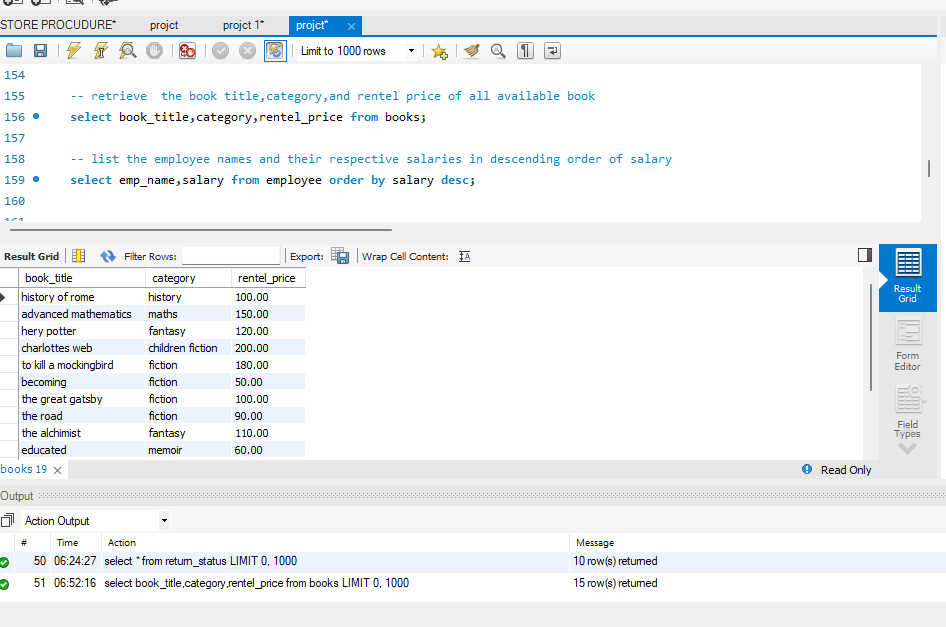 STORE PROCUDURE* projct projct 1* projct* ×
Limit to 1000 rows
154
155 -- retrieve the book title,category,and rentel price of all available book
156 select book_title,category,rentel_price from books;
157
158 -- list the employee names and their respective salaries in descending order of salary
159 select emp_name,salary from employee order by salary desc;
160
161
Result Grid Filter Rows: Export: Wrap Cell Content:
book_title category rentel_price
history of rome history 100.00
advanced mathematics maths 150.00
hery potter fantasy 120.00
charlottes web children fiction 200.00
to kill a mockingbird fiction 180.00
becoming fiction 50.00
the great gatsby fiction 100.00
the road fiction 90.00
the alchimist fantasy 110.00
educated memoir 60.00
Result
Grid
Form
Editor
Field
Types
books 19 × Read Only
Output
Action Output
# Time Action Message
50 06:24:27 select * from return_status LIMIT 0, 1000 10 row(s) returned
51 06:52:16 select book_title,category,rentel_price from books LIMIT 0, 1000 15 row(s) returned